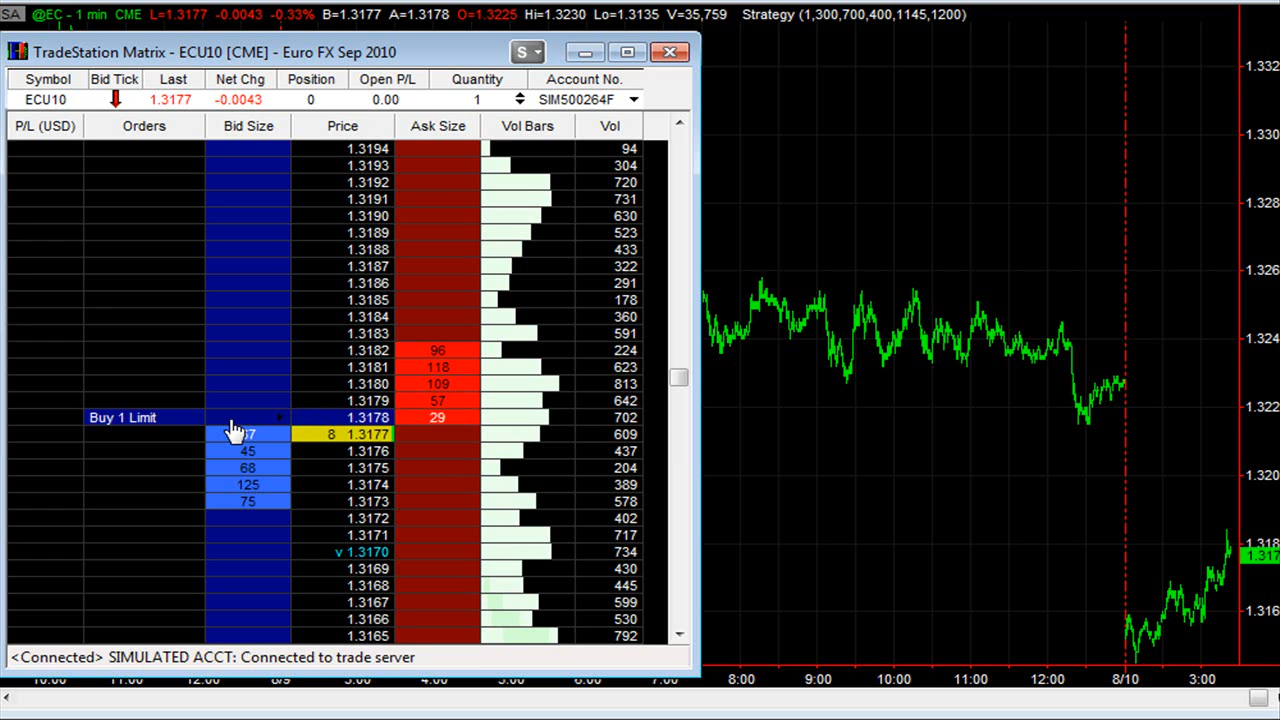 SA @EC - 1 min CME L=1.3177 -0.0043 -0.33% B=1.3177 A=1.3178 O=1.3225 Hi=1.3230 Lo=1.3135 V=35,759 Strategy (1,300,700,400,1145,1200)
TradeStation Matrix - ECU10 [CME] - Euro FX Sep 2010 S
Symbol Bid Tick Last Net Chg Position Open P/L Quantity Account No.
ECU10 1.3177 -0.0043 0 0.00 1 SIM500264F
P/L (USD) Orders Bid Size Price Ask Size Vol Bars Vol
1.3194 94
1.3193 304
1.3192 720
1.3191 731
1.3190 630
1.3189 523
1.3188 433
1.3187 322
1.3186 291
1.3185 178
1.3184 360
1.3183 591
1.3182 96 224
1.3181 118 623
1.3180 109 813
1.3179 57 642
Buy 1 Limit 1.3178 29 702
8 1.3177 609
45 1.3176 437
68 1.3175 204
125 1.3174 389
75 1.3173 578
1.3172 402
1.3171 717
v 1.3170 734
1.3169 430
1.3168 445
1.3167 599
1.3166 530
1.3165 792
<Connected> SIMULATED ACCT: Connected to trade server
1.332
1.330
1.328
1.326
1.324
1.322
1.320
1.318
1.317
1.316
8:00 9:00 10:00 11:00 12:00 8/10 3:00
10:00 11:00 12:00 8/9 3:00 4:00 5:00 6:00 7:00